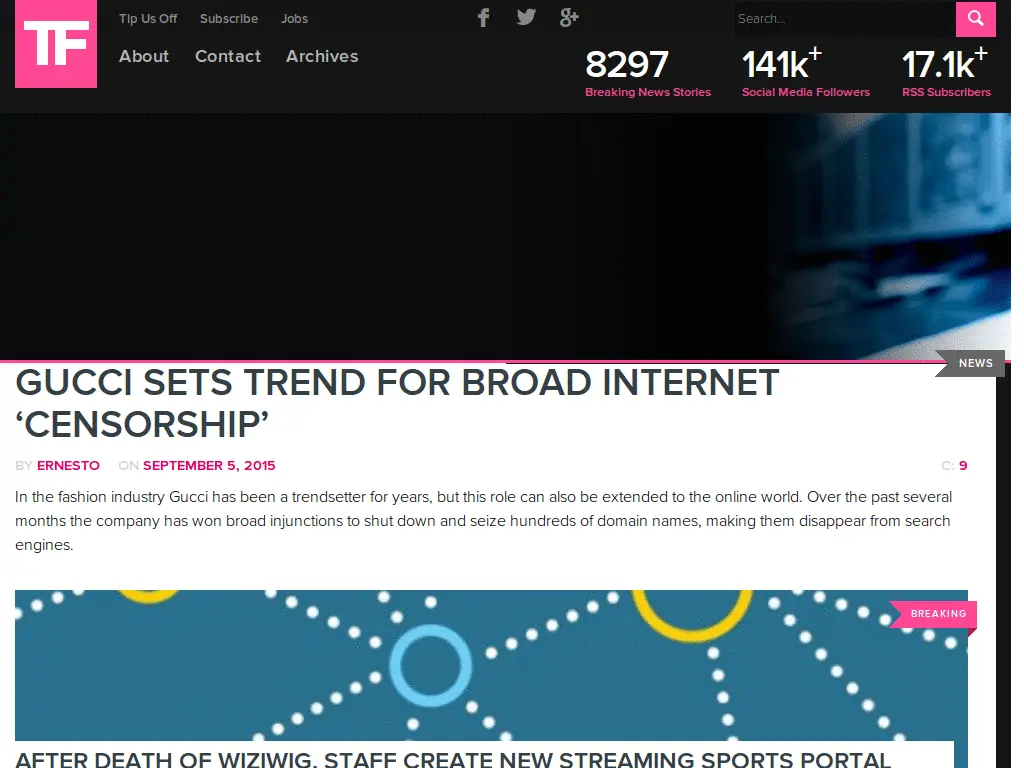 TF
Tip Us Off Subscribe Jobs
Search...
About Contact Archives
8297 141k+ 17.1k+
Breaking News Stories Social Media Followers RSS Subscribers
NEWS
GUCCI SETS TREND FOR BROAD INTERNET
‘CENSORSHIP’
BY ERNESTO ON SEPTEMBER 5, 2015 C: 9
In the fashion industry Gucci has been a trendsetter for years, but this role can also be extended to the online world. Over the past several
months the company has won broad injunctions to shut down and seize hundreds of domain names, making them disappear from search
engines.
BREAKING
AFTER DEATH OF WIZIWIG, STAFF CREATE NEW STREAMING SPORTS PORTAL